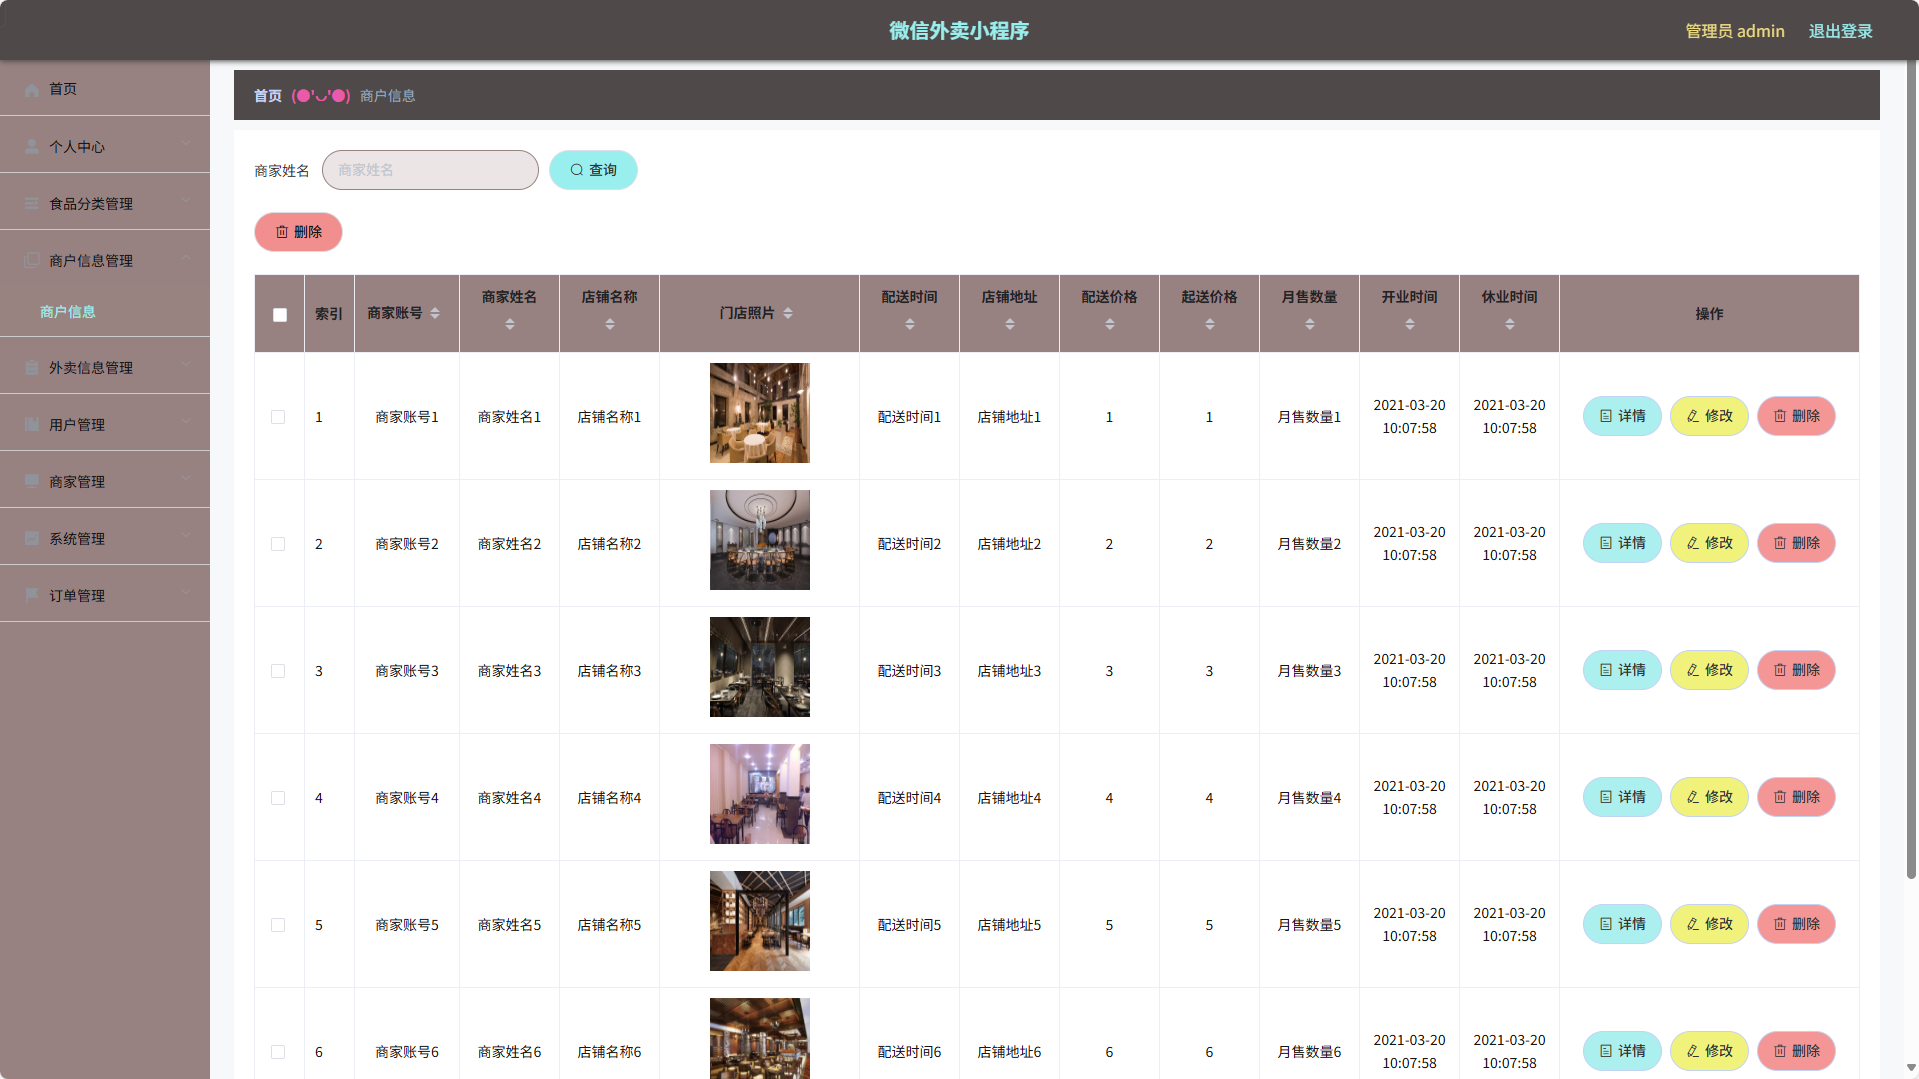 微信外卖小程序
管理员 admin 退出登录
首页
个人中心
食品分类管理
商户信息管理
商户信息
外卖信息管理
用户管理
商家管理
系统管理
订单管理
首页 (●'◡'●) 商户信息
商家姓名 商家姓名 查询
删除
索引 商家账号 商家姓名 店铺名称 门店照片 配送时间 店铺地址 配送价格 起送价格 月售数量 开业时间 休业时间 操作
1 商家账号1 商家姓名1 店铺名称1 配送时间1 店铺地址1 1 1 月售数量1 2021-03-20 10:07:58 2021-03-20 10:07:58 详情 修改 删除
2 商家账号2 商家姓名2 店铺名称2 配送时间2 店铺地址2 2 2 月售数量2 2021-03-20 10:07:58 2021-03-20 10:07:58 详情 修改 删除
3 商家账号3 商家姓名3 店铺名称3 配送时间3 店铺地址3 3 3 月售数量3 2021-03-20 10:07:58 2021-03-20 10:07:58 详情 修改 删除
4 商家账号4 商家姓名4 店铺名称4 配送时间4 店铺地址4 4 4 月售数量4 2021-03-20 10:07:58 2021-03-20 10:07:58 详情 修改 删除
5 商家账号5 商家姓名5 店铺名称5 配送时间5 店铺地址5 5 5 月售数量5 2021-03-20 10:07:58 2021-03-20 10:07:58 详情 修改 删除
6 商家账号6 商家姓名6 店铺名称6 配送时间6 店铺地址6 6 6 月售数量6 2021-03-20 10:07:58 2021-03-20 10:07:58 详情 修改 删除